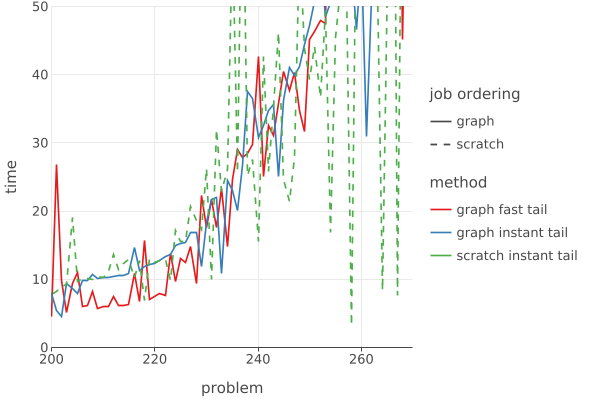 50
40
30
20
10
0
200
220
240
260
time
problem
job ordering
graph
scratch
method
graph fast tail
graph instant tail
scratch instant tail